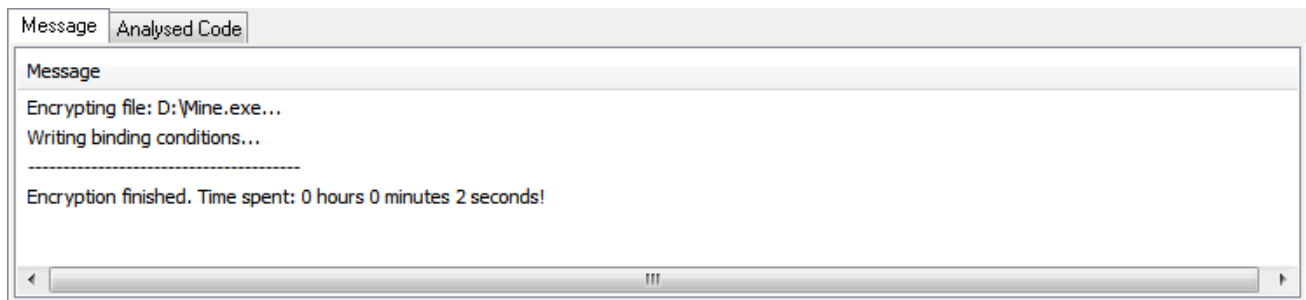 Message Analysed Code
Message
Encrypting file: D:\Mine.exe...
Writing binding conditions...
---------------------------------------
Encryption finished. Time spent: 0 hours 0 minutes 2 seconds!